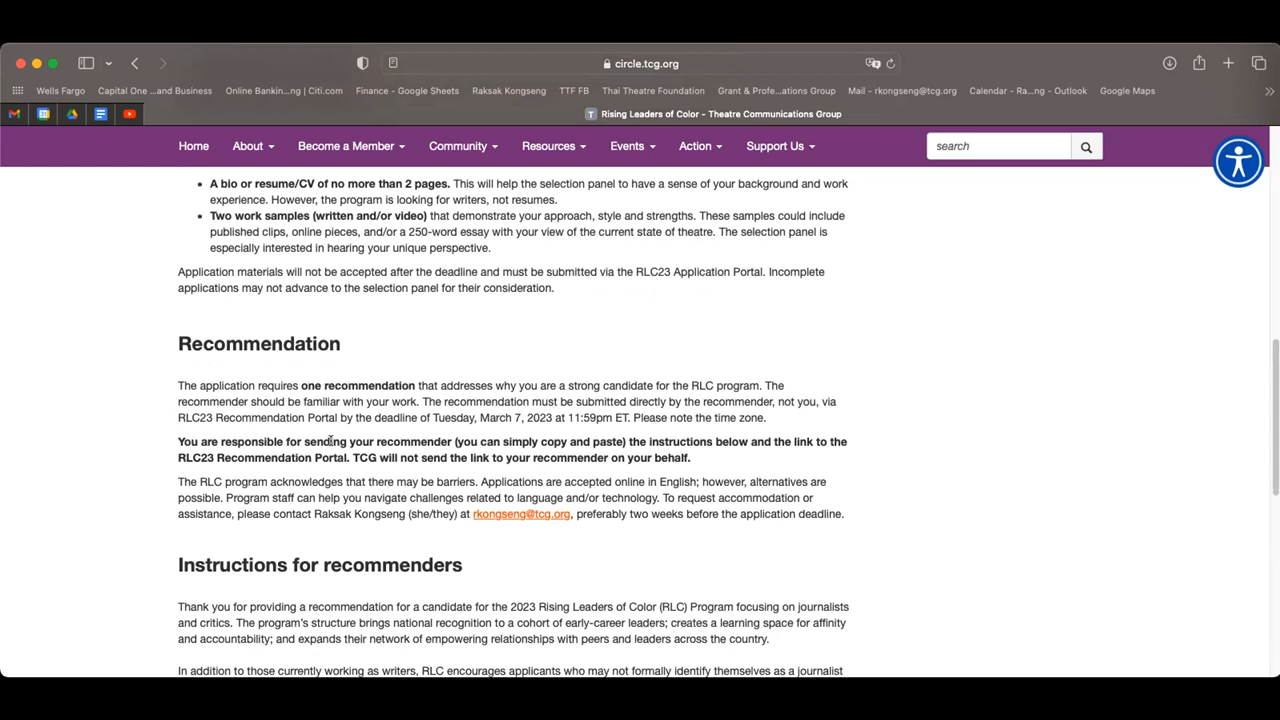 circle.tcg.org
Wells Fargo Capital One ...and Business Online Bankin...ng | Citi.com Finance - Google Sheets Raksak Kongseng TTF FB Thai Theatre Foundation Grant & Profe...ations Group Mail - rkongseng@tcg.org Calendar - Ra...ng - Outlook Google Maps
Rising Leaders of Color - Theatre Communications Group
Home About Become a Member Community Resources Events Action Support Us search
• A bio or resume/CV of no more than 2 pages. This will help the selection panel to have a sense of your background and work
experience. However, the program is looking for writers, not resumes.
• Two work samples (written and/or video) that demonstrate your approach, style and strengths. These samples could include
published clips, online pieces, and/or a 250-word essay with your view of the current state of theatre. The selection panel is
especially interested in hearing your unique perspective.
Application materials will not be accepted after the deadline and must be submitted via the RLC23 Application Portal. Incomplete
applications may not advance to the selection panel for their consideration.
Recommendation
The application requires one recommendation that addresses why you are a strong candidate for the RLC program. The
recommender should be familiar with your work. The recommendation must be submitted directly by the recommender, not you, via
RLC23 Recommendation Portal by the deadline of Tuesday, March 7, 2023 at 11:59pm ET. Please note the time zone.
You are responsible for sending your recommender (you can simply copy and paste) the instructions below and the link to the
RLC23 Recommendation Portal. TCG will not send the link to your recommender on your behalf.
The RLC program acknowledges that there may be barriers. Applications are accepted online in English; however, alternatives are
possible. Program staff can help you navigate challenges related to language and/or technology. To request accommodation or
assistance, please contact Raksak Kongseng (she/they) at rkongseng@tcg.org, preferably two weeks before the application deadline.
Instructions for recommenders
Thank you for providing a recommendation for a candidate for the 2023 Rising Leaders of Color (RLC) Program focusing on journalists
and critics. The program's structure brings national recognition to a cohort of early-career leaders; creates a learning space for affinity
and accountability; and expands their network of empowering relationships with peers and leaders across the country.
In addition to those currently working as writers, RLC encourages applicants who may not formally identify themselves as a journalist